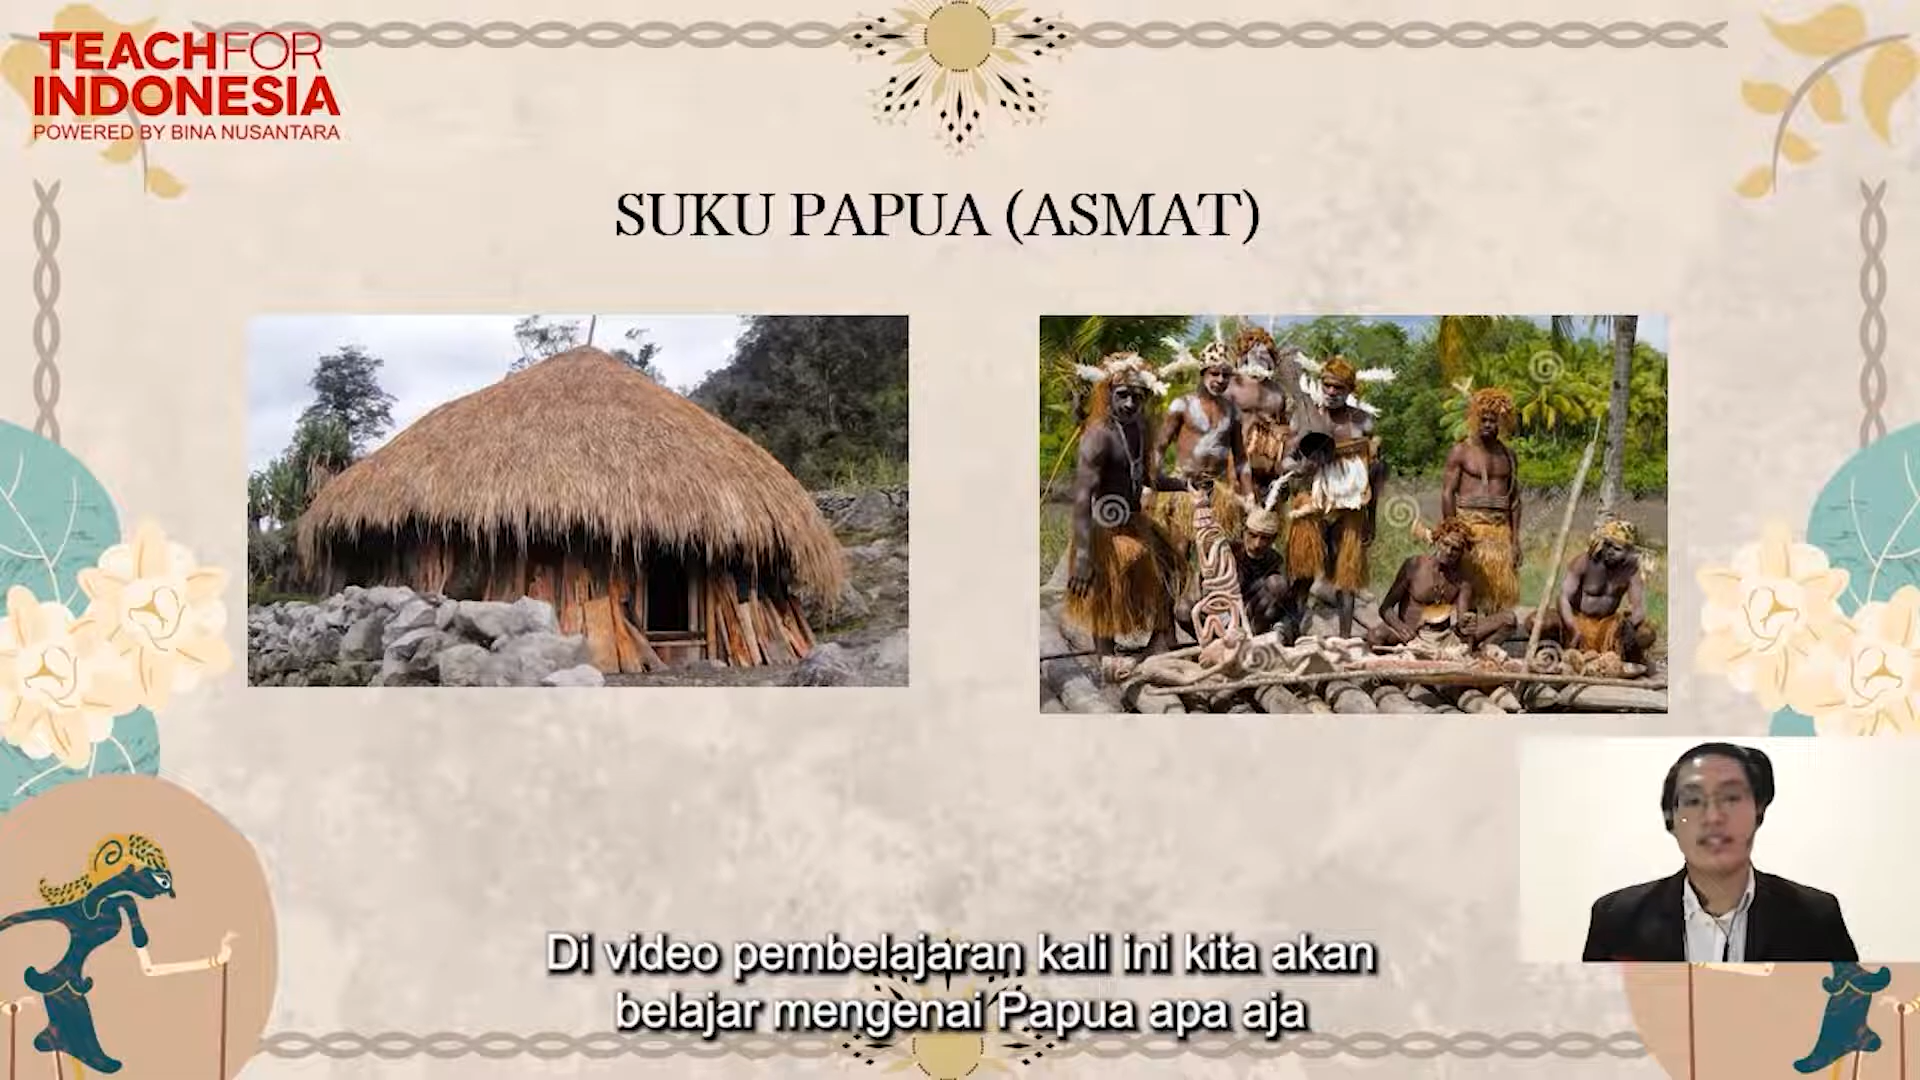 TEACHFOR
INDONESIA
POWERED BY BINA NUSANTARA
SUKU PAPUA (ASMAT)
Di video pembelajaran kali ini kita akan
belajar mengenai Papua apa aja